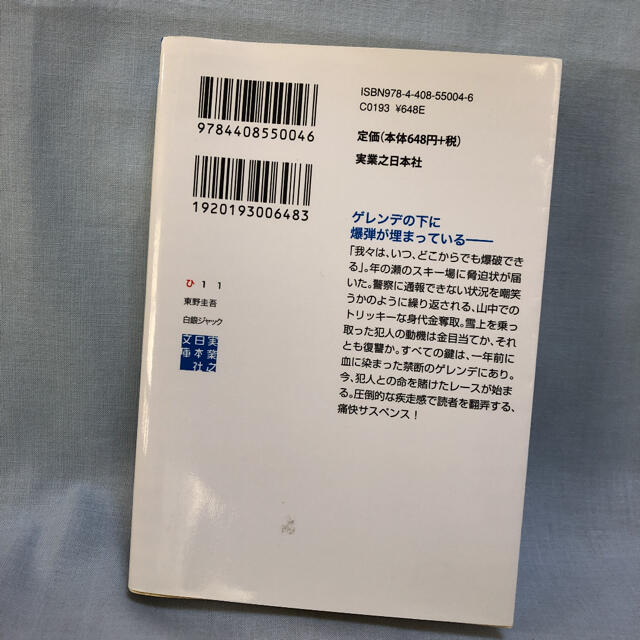 ISBN978-4-408-55004-6
C0193 ¥648E
9784408550046
定価(本体648円+税)
実業之日本社
1920193006483
ゲレンデの下に
爆弾が埋まっている――
「我々は、いつ、どこからでも爆破でき
る」。年の瀬のスキー場に脅迫状が届
いた。警察に通報できない状況を嘲笑
うかのように繰り返される、山中での
トリッキーな身代金奪取。雪上を乗っ
取った犯人の動機は金目当てか、それ
とも復讐か。すべての鍵は、一年前に
血に染まった禁断のゲレンデにあり。
今、犯人との命を賭けたレースが始ま
る。圧倒的な疾走感で読者を翻弄する、
痛快サスペンス!
ひ 1 1
東野圭吾
白銀ジャック
実業之
日本社
文庫